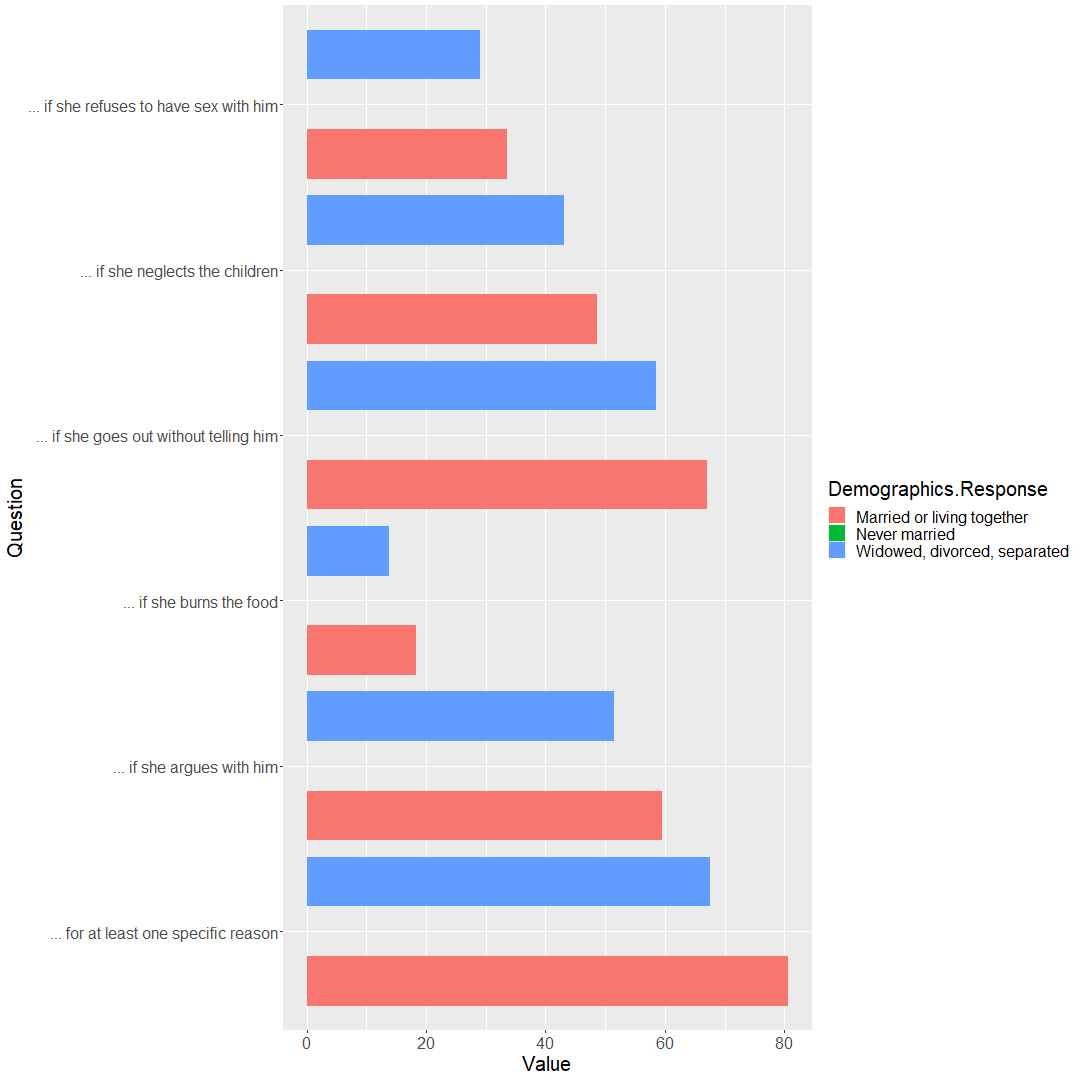 ... if she refuses to have sex with him
... if she neglects the children
... if she goes out without telling him
... if she burns the food
... if she argues with him
... for at least one specific reason
Question
0 20 40 60 80
Value
Demographics.Response
Married or living together
Never married
Widowed, divorced, separated